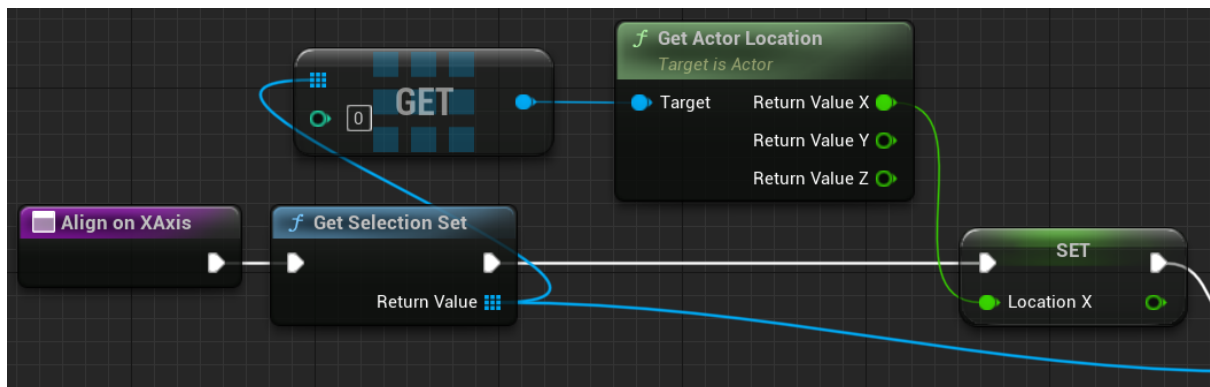 Get Actor Location
Target is Actor
GET
0
Target
Return Value X
Return Value Y
Return Value Z
Align on XAxis
Get Selection Set
Return Value
SET
Location X